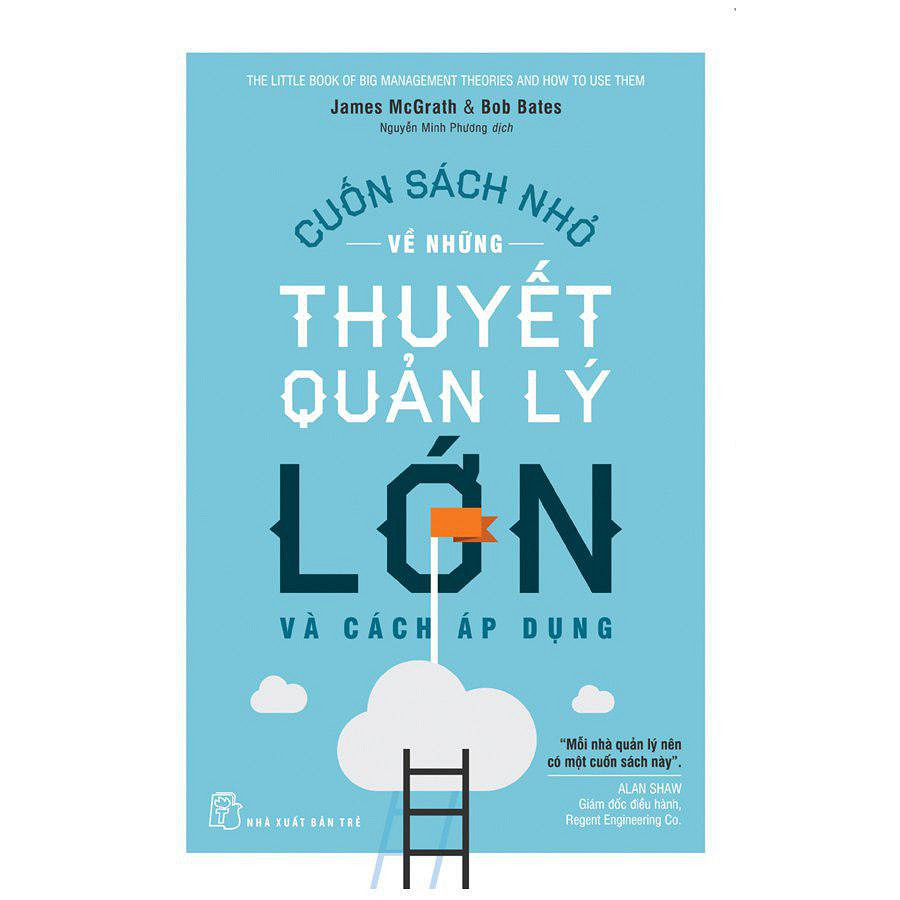 THE LITTLE BOOK OF BIG MANAGEMENT THEORIES AND HOW TO USE THEM
James McGrath & Bob Bates
Nguyễn Minh Phương dịch
CUỐN SÁCH NHỎ
VỀ NHỮNG
THUYẾT
QUẢN LÝ
LỚN
VÀ CÁCH ÁP DỤNG
“Mỗi nhà quản lý nên
có một cuốn sách này”.
ALAN SHAW
Giám đốc điều hành,
Regent Engineering Co.
NHÀ XUẤT BẢN TRẺ